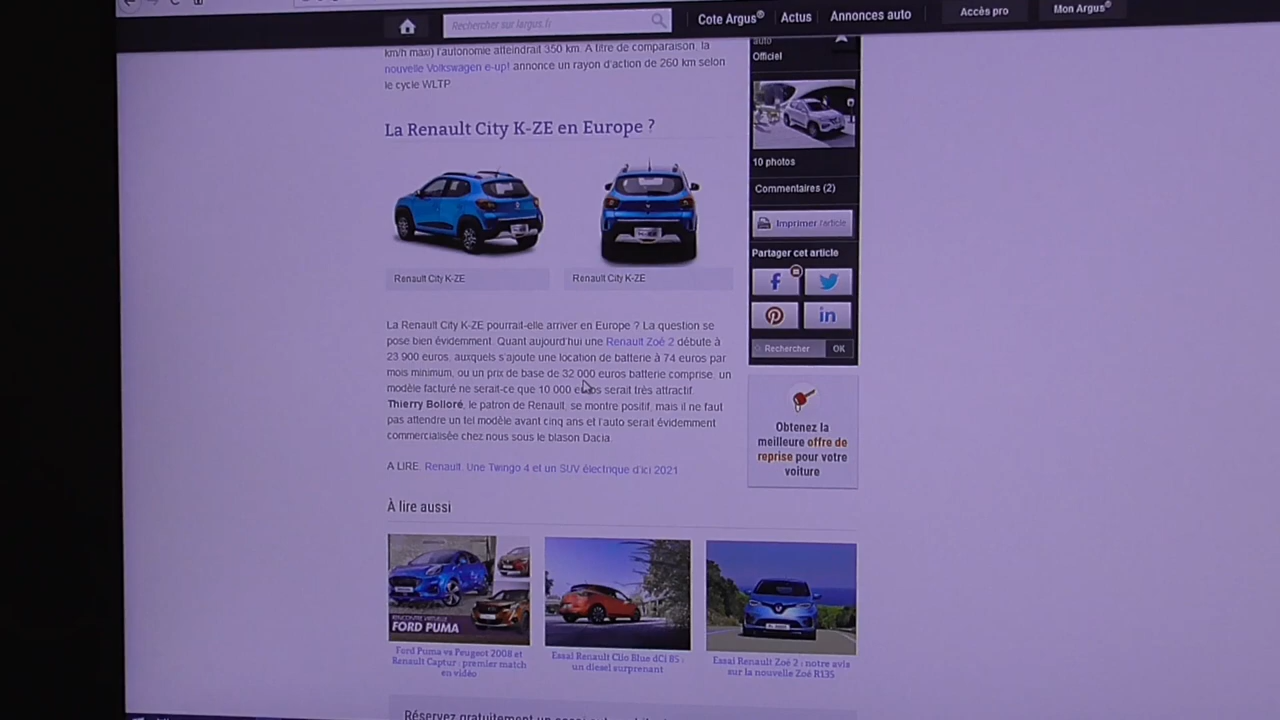 Rechercher sur largus.fr
Cote Argus®
Actus
Annonces auto
Accès pro
Mon Argus®
km/h maxi) l'autonomie atteindrait 350 km. A titre de comparaison, la
nouvelle Volkswagen e-up! annonce un rayon d'action de 260 km selon
le cycle WLTP
La Renault City K-ZE en Europe ?
Renault City K-ZE
Renault City K-ZE
La Renault City K-ZE pourrait-elle arriver en Europe ? La question se
pose bien évidemment. Quant aujourd'hui une Renault Zoé 2 débute à
23 900 euros, auxquels s'ajoute une location de batterie à 74 euros par
mois minimum, ou un prix de base de 32 000 euros batterie comprise, un
modèle facturé ne serait-ce que 10 000 euros serait très attractif.
Thierry Bolloré, le patron de Renault, se montre positif, mais il ne faut
pas attendre un tel modèle avant cinq ans et l'auto serait évidemment
commercialisée chez nous sous le blason Dacia.
A LIRE. Renault. Une Twingo 4 et un SUV électrique d'ici 2021
auto
Officiel
10 photos
Commentaires (2)
Imprimer l'article
Partager cet article
Rechercher
OK
Obtenez la
meilleure offre de
reprise pour votre
voiture
À lire aussi
RENCONTRE VIRTUELLE
FORD PUMA
Ford Puma vs Peugeot 2008 et
Renault Captur : premier match
en vidéo
Essai Renault Clio Blue dCi 85 :
un diesel surprenant
Essai Renault Zoé 2 : notre avis
sur la nouvelle Zoé R135
Réservez gratuitement un essai